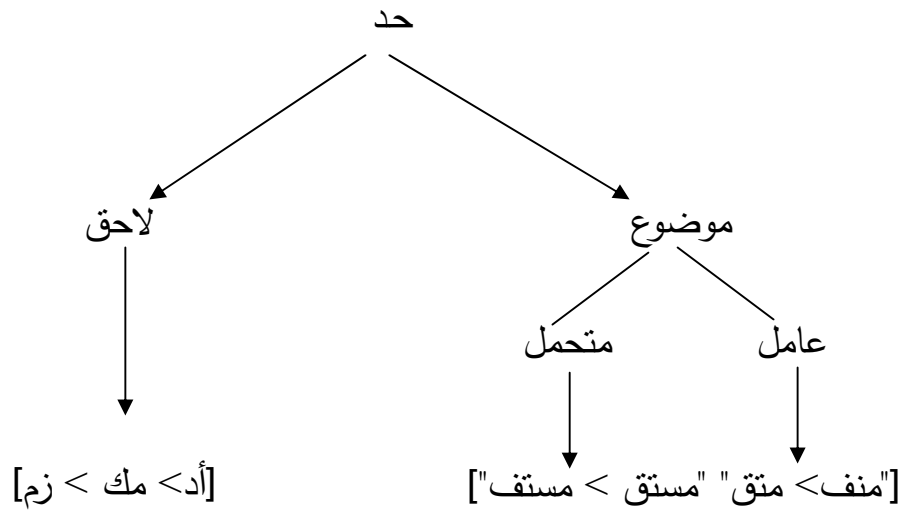 حد
موضوع لاحق
عامل متحمل
["منف> متق" "مستق > مستف"] [أد> مك > زم]